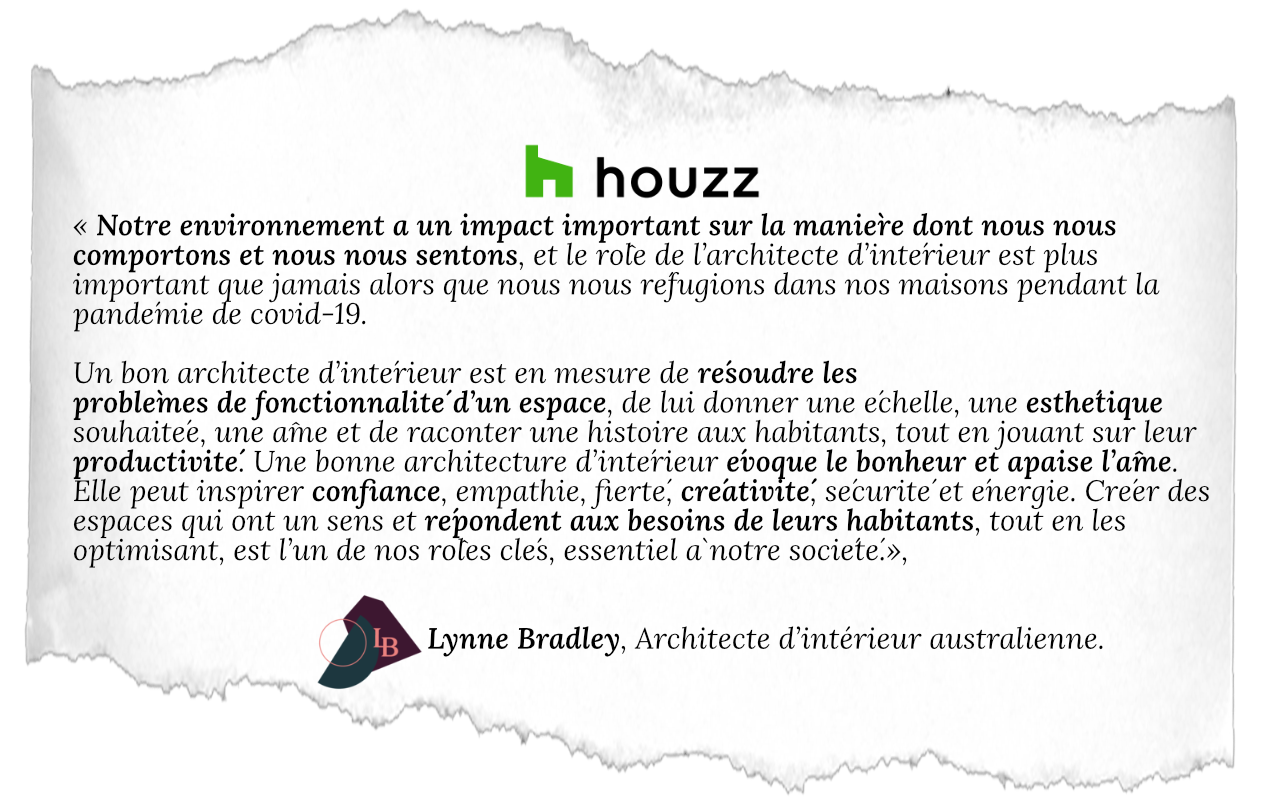 houzz
« Notre environnement a un impact important sur la manière dont nous nous
comportons et nous nous sentons, et le rôle de l’architecte d’intérieur est plus
important que jamais alors que nous nous réfugions dans nos maisons pendant la
pandémie de covid-19.
Un bon architecte d’intérieur est en mesure de résoudre les
problèmes de fonctionnalité d’un espace, de lui donner une échelle, une esthétique
souhaitée, une âme et de raconter une histoire aux habitants, tout en jouant sur leur
productivité. Une bonne architecture d’intérieur évoque le bonheur et apaise l’âme.
Elle peut inspirer confiance, empathie, fierté, créativité, sécurité et énergie. Créer des
espaces qui ont un sens et répondent aux besoins de leurs habitants, tout en les
optimisant, est l’un de nos rôles clés, essentiel à notre société.»,
LB
Lynne Bradley, Architecte d’intérieur australienne.